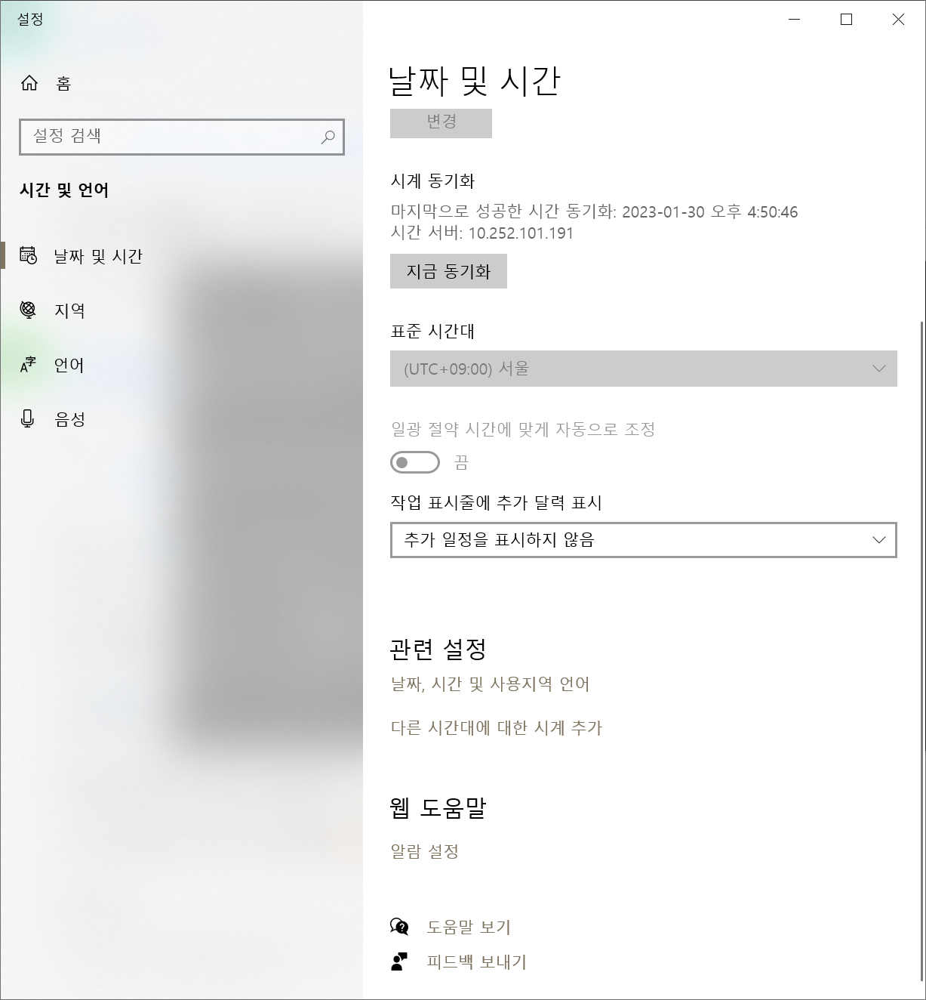 설정
홈
설정 검색
시간 및 언어
날짜 및 시간
지역
언어
음성
날짜 및 시간
변경
시계 동기화
마지막으로 성공한 시간 동기화: 2023-01-30 오후 4:50:46
시간 서버: 10.252.101.191
지금 동기화
표준 시간대
(UTC+09:00) 서울
일광 절약 시간에 맞게 자동으로 조정
끔
작업 표시줄에 추가 달력 표시
추가 일정을 표시하지 않음
관련 설정
날짜, 시간 및 사용지역 언어
다른 시간대에 대한 시계 추가
웹 도움말
알람 설정
도움말 보기
피드백 보내기